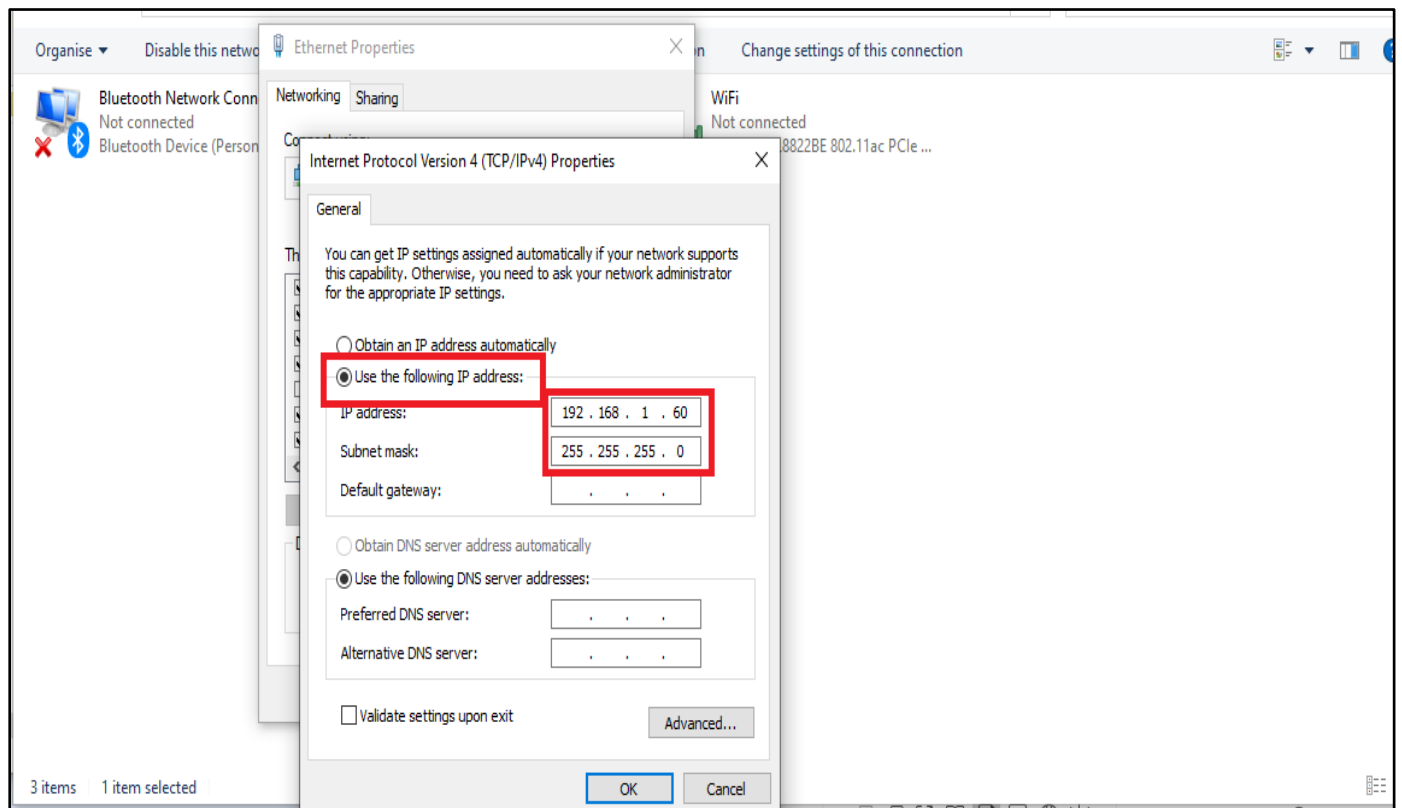 Organise
Disable this netwo
n
Change settings of this connection
Ethernet Properties
Networking
Sharing
Bluetooth Network Conn
Not connected
Bluetooth Device (Person
WiFi
Not connected
8822BE 802.11ac PCIe ...
Co
Th
Internet Protocol Version 4 (TCP/IPv4) Properties
General
You can get IP settings assigned automatically if your network supports
this capability. Otherwise, you need to ask your network administrator
for the appropriate IP settings.
Obtain an IP address automatically
Use the following IP address:
IP address: 192 . 168 . 1 . 60
Subnet mask: 255 . 255 . 255 . 0
Default gateway: . . .
Obtain DNS server address automatically
Use the following DNS server addresses:
Preferred DNS server: . . .
Alternative DNS server: . . .
Validate settings upon exit
Advanced...
OK
Cancel
3 items
1 item selected